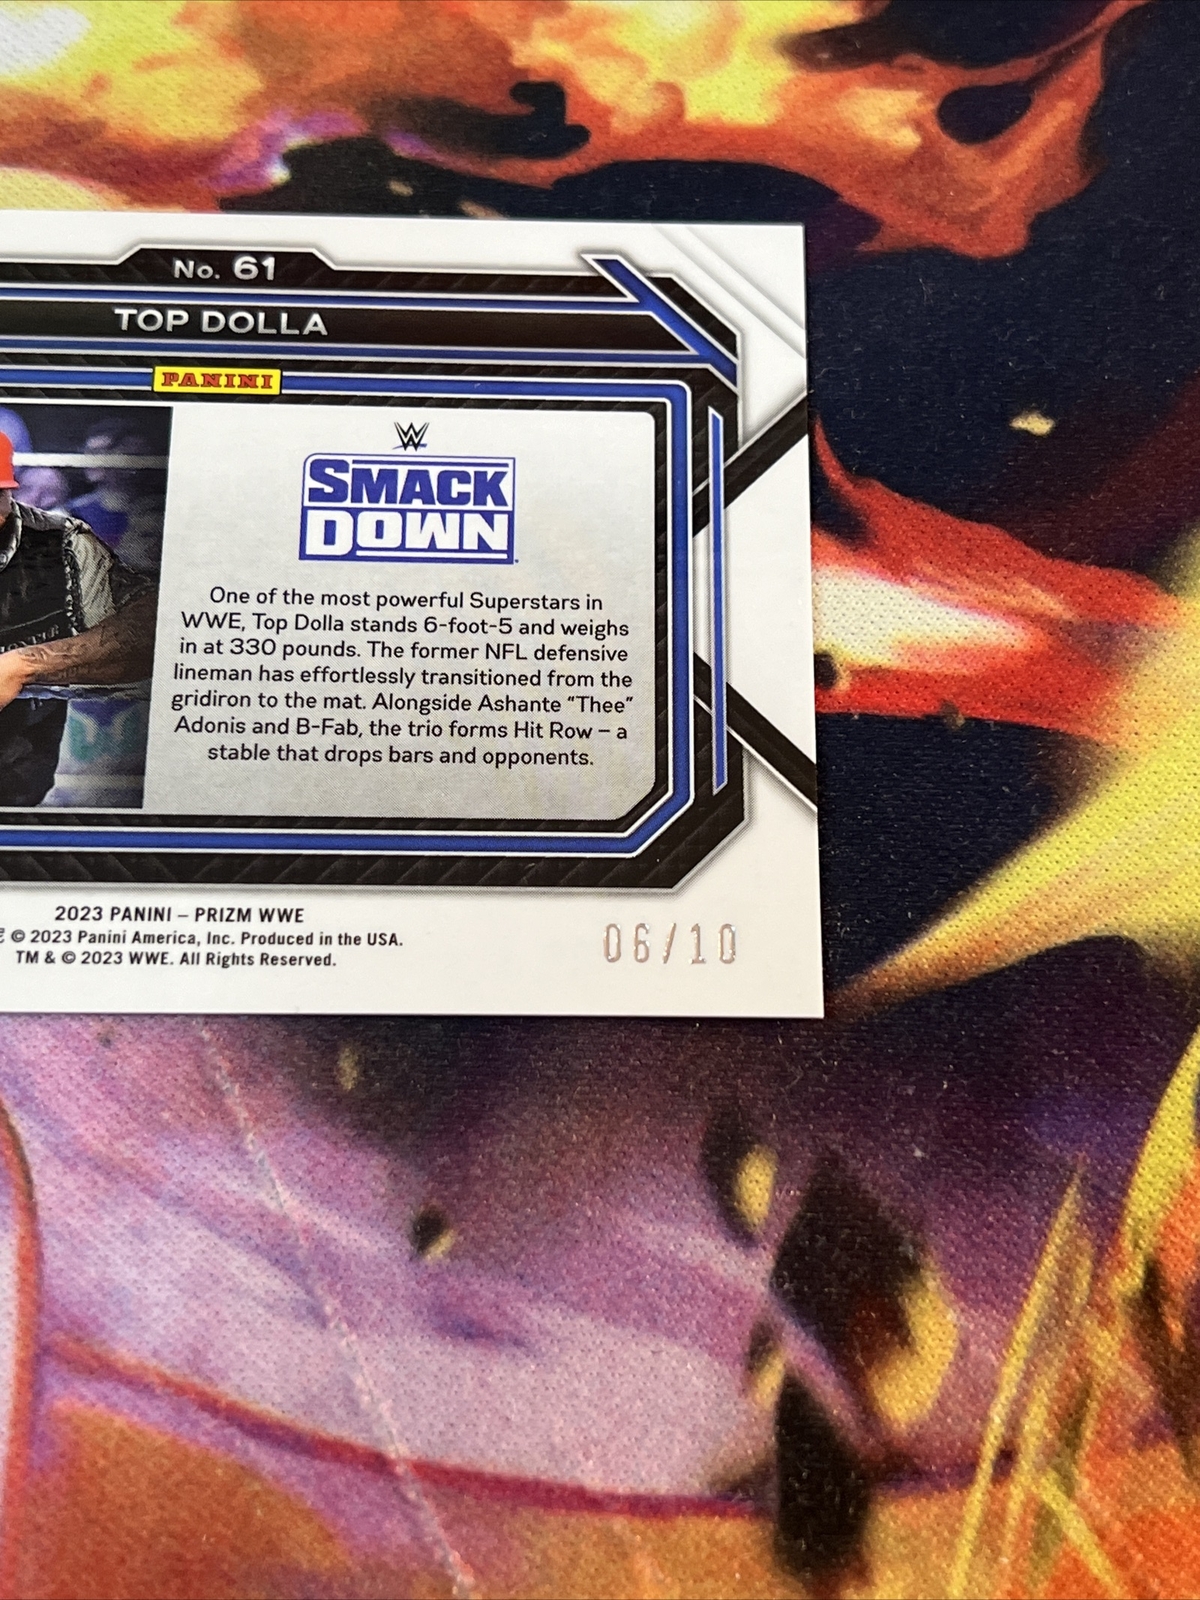 No. 61
TOP DOLLA
PANINI
W
SMACK
DOWN
One of the most powerful Superstars in
WWE, Top Dolla stands 6-foot-5 and weighs
in at 330 pounds. The former NFL defensive
lineman has effortlessly transitioned from the
gridiron to the mat. Alongside Ashante “Thee”
Adonis and B-Fab, the trio forms Hit Row – a
stable that drops bars and opponents.
2023 PANINI – PRIZM WWE
© 2023 Panini America, Inc. Produced in the USA.
TM & © 2023 WWE. All Rights Reserved.
06/10